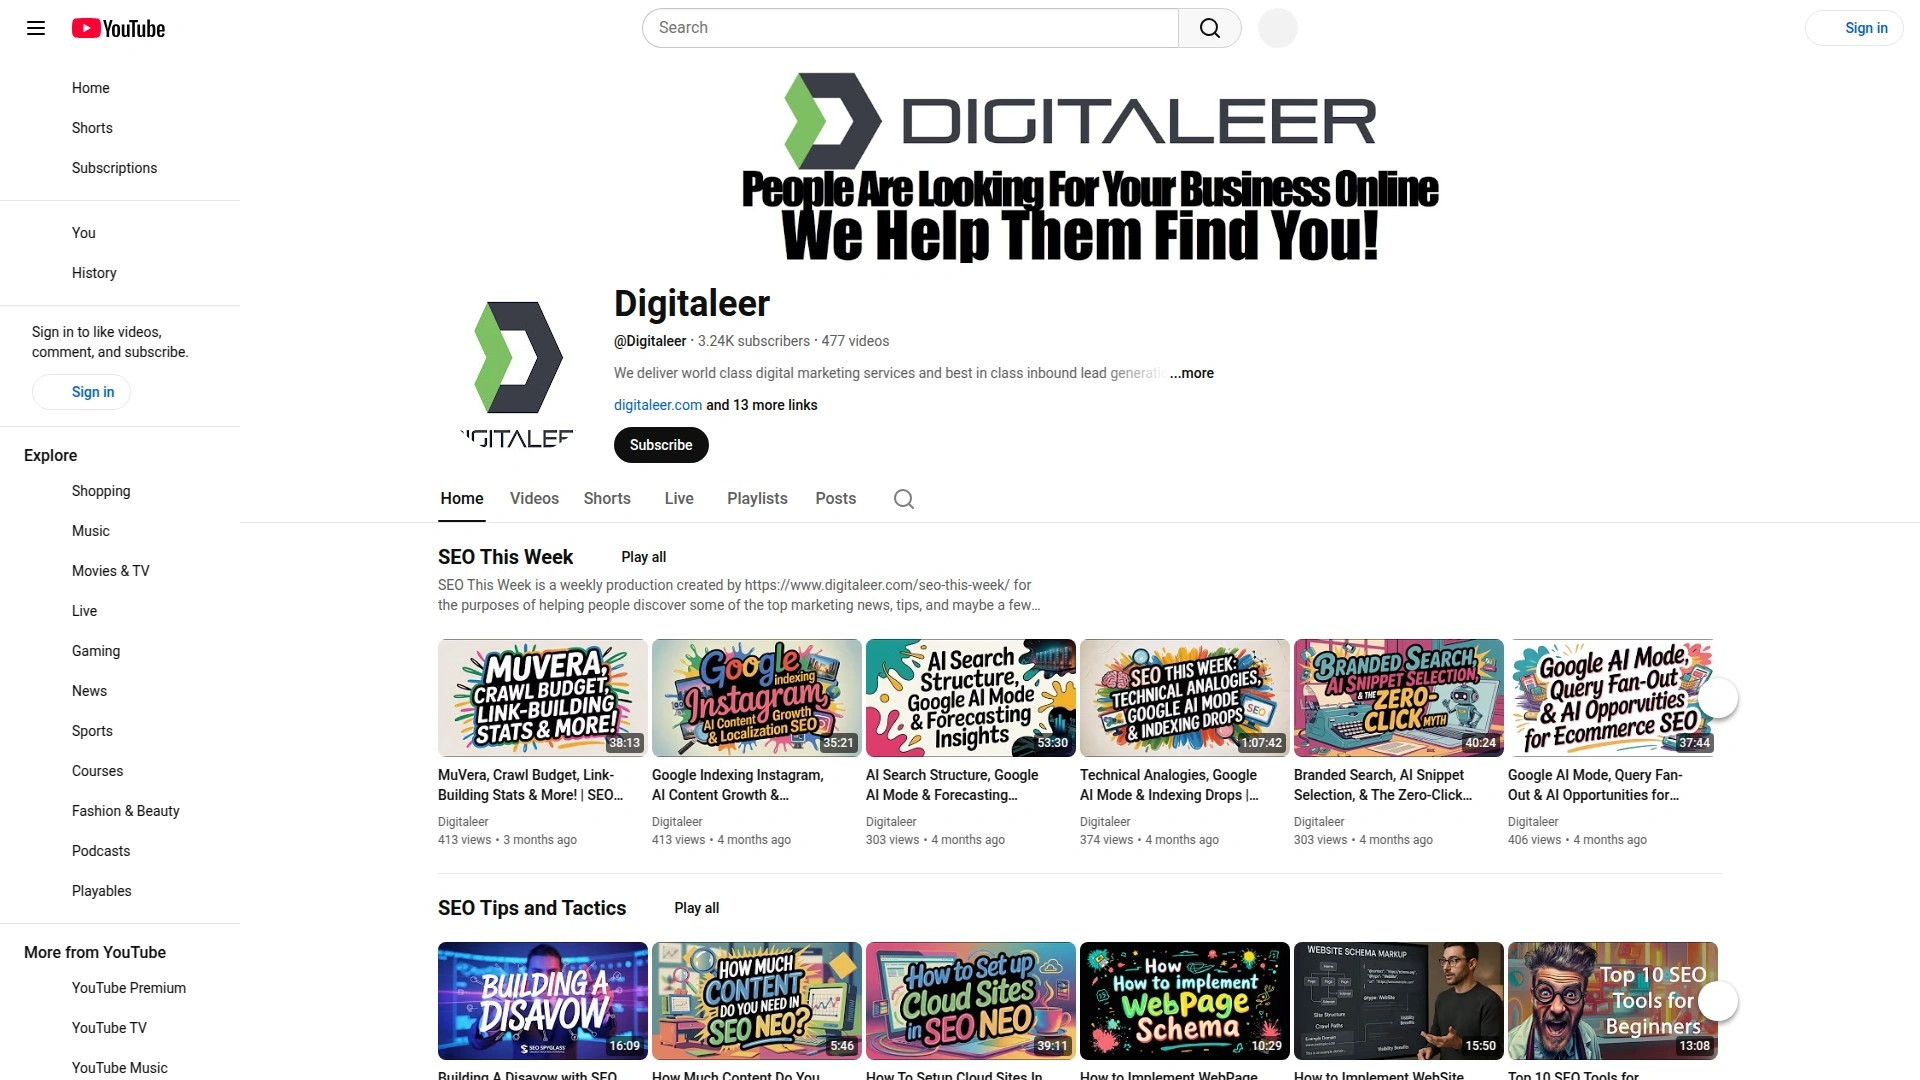 YouTube
Search
Sign in
Home
Shorts
Subscriptions
You
History
Sign in to like videos,
comment, and subscribe.
Sign in
Explore
Shopping
Music
Movies & TV
Live
Gaming
News
Sports
Courses
Fashion & Beauty
Podcasts
Playables
More from YouTube
YouTube Premium
YouTube TV
YouTube Music
DIGITALEER
People Are Looking For Your Business Online
We Help Them Find You!
Digitaleer
@Digitaleer • 3.24K subscribers • 477 videos
We deliver world class digital marketing services and best in class inbound lead generati ...more
digitaleer.com and 13 more links
Subscribe
Home Videos Shorts Live Playlists Posts
SEO This Week Play all
SEO This Week is a weekly production created by https://www.digitaleer.com/seo-this-week/ for
the purposes of helping people discover some of the top marketing news, tips, and maybe a few...
MUVERA,
CRAWL BUDGET,
LINK-BUILDING
STATS & MORE!
38:13
MuVera, Crawl Budget, Link-
Building Stats & More! | SEO...
Digitaleer
413 views • 3 months ago
Google
indexing
Instagram,
AI Content Growth
& Localization SEO
35:21
Google Indexing Instagram,
AI Content Growth &...
Digitaleer
413 views • 4 months ago
AI Search
Structure,
Google AI Mode
& Forecasting
Insights
53:30
AI Search Structure, Google
AI Mode & Forecasting...
Digitaleer
303 views • 4 months ago
SEO THIS WEEK:
TECHNICAL ANALOGIES,
GOOGLE AI MODE
& INDEXING DROPS
SEO
1:07:42
Technical Analogies, Google
AI Mode & Indexing Drops |...
Digitaleer
374 views • 4 months ago
BRANDED SEARCH,
AI SNIPPET SELECTION,
& THE ZERO-
CLICK MYTH
40:24
Branded Search, AI Snippet
Selection, & The Zero-Click...
Digitaleer
303 views • 4 months ago
Google AI Mode,
Query Fan-Out
& AI Opporvuities
for Ecommerce SEO
37:44
Google AI Mode, Query Fan-
Out & AI Opportunities for...
Digitaleer
406 views • 4 months ago
SEO Tips and Tactics Play all
BUILDING A
DISAVOW
SEO SPYGLASS
16:09
Building A Disavow with SEO
HOW MUCH
CONTENT
DO YOU NEED IN
SEO NEO?
5:46
How Much Content Do You
How to Set up
Cloud Sites
in SEO NEO
39:11
How To Setup Cloud Sites In
How
How to implement
WebPage
Schema
10:29
How to Implement WebPage
WEBSITE SCHEMA MARKUP
Site Structure
Crawl Paths
15:50
How to Implement WebSite
Top 10 SEO
Tools for
Beginners
13:08
Top 10 SEO Tools for